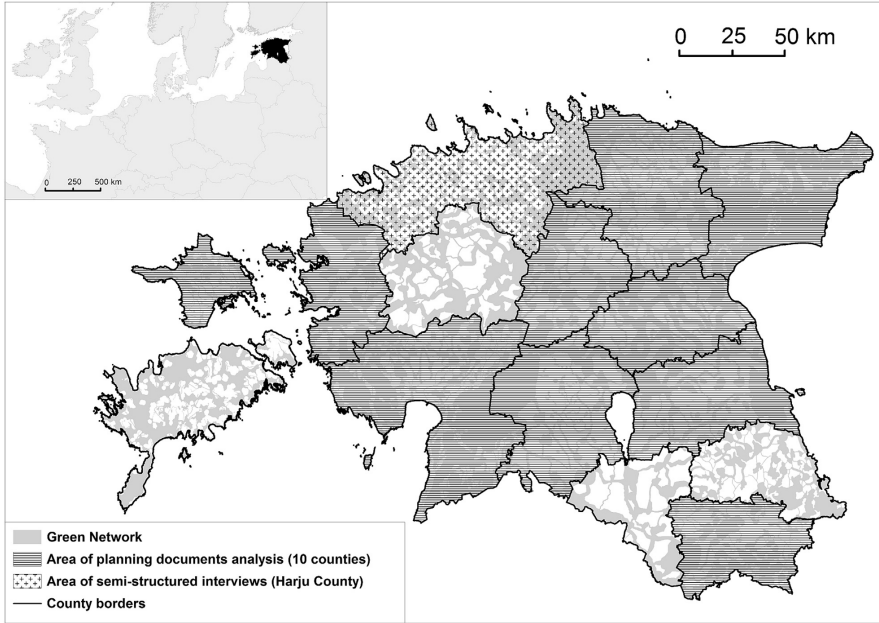 0 25 50 km
0 250 500 km
Green Network
Area of planning documents analysis (10 counties)
Area of semi-structured interviews (Harju County)
County borders